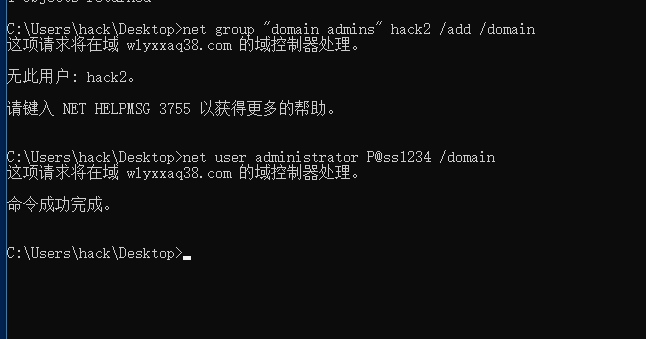 C:\Users\hack\Desktop>net group "domain admins" hack2 /add /domain
这项请求将在域 wlyxxaq38.com 的域控制器处理。
无此用户: hack2。
请键入 NET HELPMSG 3755 以获得更多的帮助。
C:\Users\hack\Desktop>net user administrator P@ss1234 /domain
这项请求将在域 wlyxxaq38.com 的域控制器处理。
命令成功完成。
C:\Users\hack\Desktop>